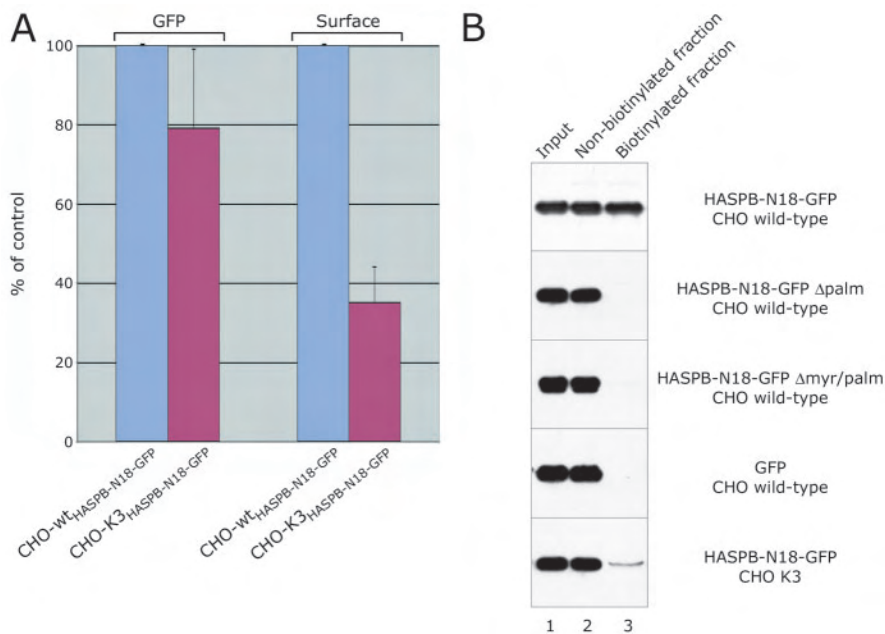 A
GFP
Surface
100
80
60
40
20
0
% of control
CHO-wtHASPB-N18-GFP
CHO-K3HASPB-N18-GFP
CHO-wtHASPB-N18-GFP
CHO-K3HASPB-N18-GFP
B
Input
Non-biotinylated fraction
Biotinylated fraction
HASPB-N18-GFP
CHO wild-type
HASPB-N18-GFP Δpalm
CHO wild-type
HASPB-N18-GFP Δmyr/palm
CHO wild-type
GFP
CHO wild-type
HASPB-N18-GFP
CHO K3
1 2 3